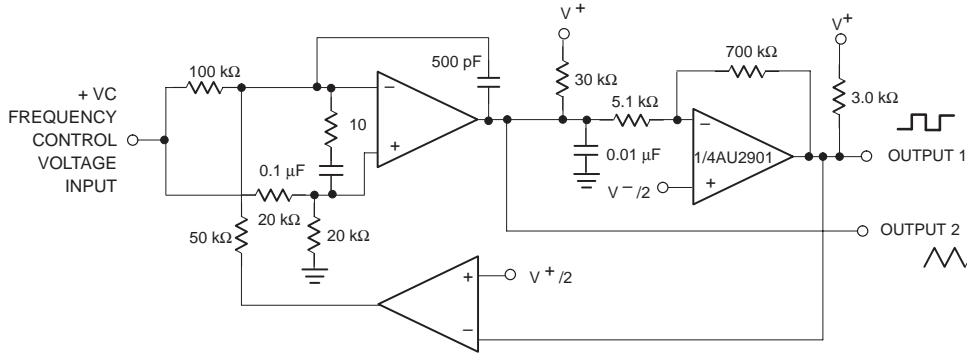 V+
V+
100 kΩ
500 pF
30 kΩ
700 kΩ
3.0 kΩ
+ VC
FREQUENCY
CONTROL
VOLTAGE
INPUT
5.1 kΩ
−
+
10
0.1 μF
0.01 μF
−
1/4AU2901
+
V−/2
OUTPUT 1
20 kΩ
20 kΩ
50 kΩ
OUTPUT 2
+
V+/2
−